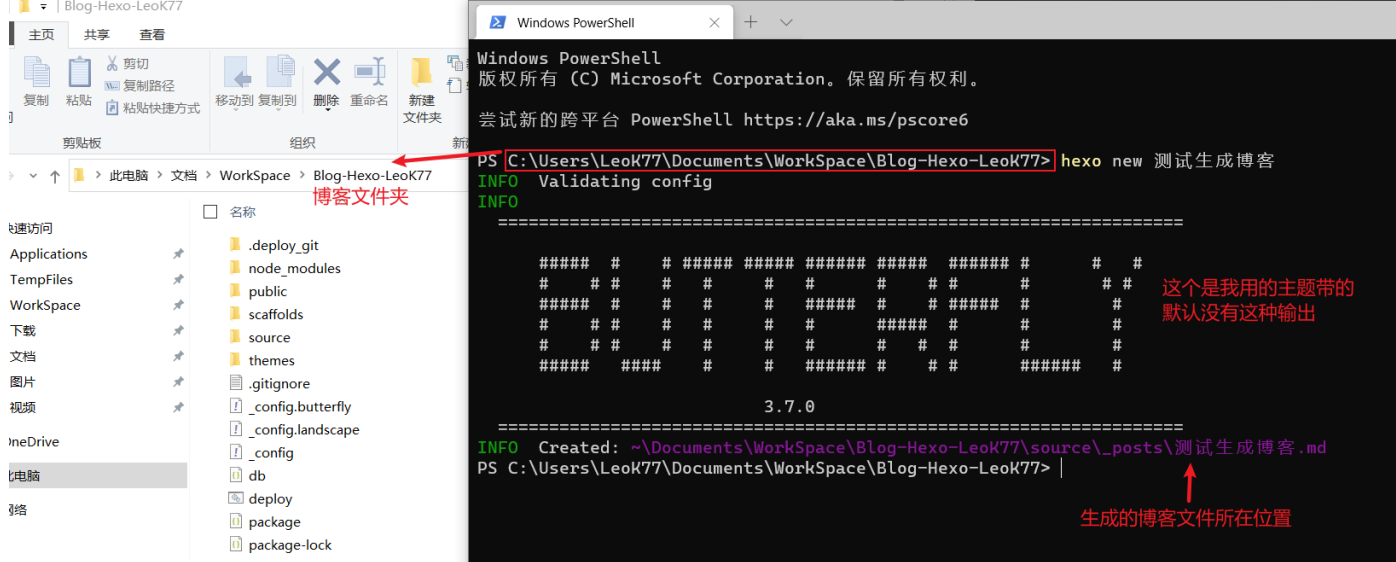 Blog-Hexo-LeoK77
主页 共享 查看
复制
粘贴
剪切
复制路径
粘贴快捷方式
移动到 复制到 删除 重命名
新建
文件夹
剪贴板
组织
新建
此电脑 文档 WorkSpace Blog-Hexo-LeoK77
博客文件夹
名称
快速访问
Applications
TempFiles
WorkSpace
下载
文档
图片
视频
OneDrive
此电脑
网络
.deploy_git
node_modules
public
scaffolds
source
themes
.gitignore
_config.butterfly
_config.landscape
_config
db
deploy
package
package-lock
Windows PowerShell
Windows PowerShell
版权所有 (C) Microsoft Corporation。保留所有权利。
尝试新的跨平台 PowerShell https://aka.ms/pscore6
PS C:\Users\LeoK77\Documents\WorkSpace\Blog-Hexo-LeoK77> hexo new 测试生成博客
INFO Validating config
INFO
===================================================================
BUTTERFLY
这个是我用的主题带的
默认没有这种输出
3.7.0
===================================================================
INFO Created: ~\Documents\WorkSpace\Blog-Hexo-LeoK77\source\_posts\测试生成博客.md
PS C:\Users\LeoK77\Documents\WorkSpace\Blog-Hexo-LeoK77>
生成的博客文件所在位置